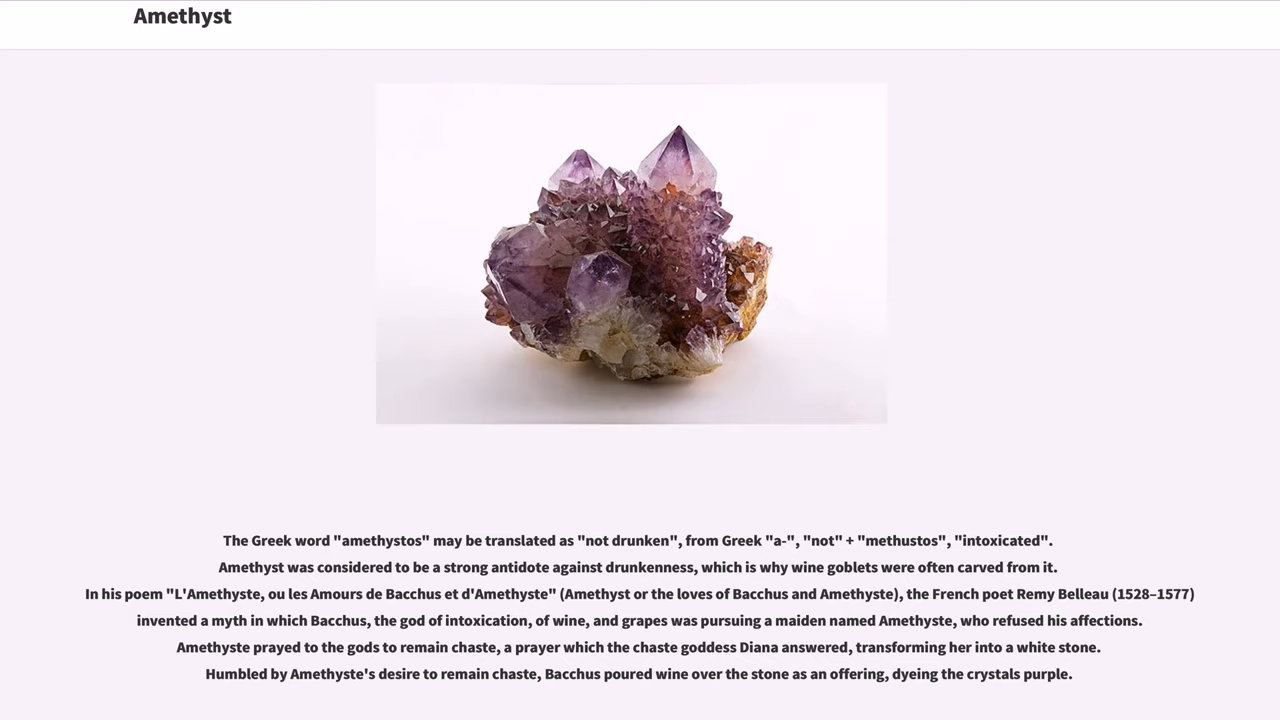 Amethyst
The Greek word "amethystos" may be translated as "not drunken", from Greek "a-", "not" + "methustos", "intoxicated".
Amethyst was considered to be a strong antidote against drunkenness, which is why wine goblets were often carved from it.
In his poem "L'Amethyste, ou les Amours de Bacchus et d'Amethyste" (Amethyst or the loves of Bacchus and Amethyste), the French poet Remy Belleau (1528–1577)
invented a myth in which Bacchus, the god of intoxication, of wine, and grapes was pursuing a maiden named Amethyste, who refused his affections.
Amethyste prayed to the gods to remain chaste, a prayer which the chaste goddess Diana answered, transforming her into a white stone.
Humbled by Amethyste's desire to remain chaste, Bacchus poured wine over the stone as an offering, dyeing the crystals purple.